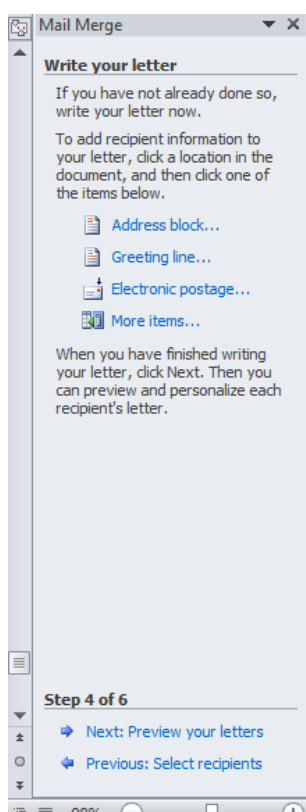 Mail Merge
Write your letter
If you have not already done so,
write your letter now.
To add recipient information to
your letter, click a location in the
document, and then click one of
the items below.
Address block...
Greeting line...
Electronic postage...
More items...
When you have finished writing
your letter, click Next. Then you
can preview and personalize each
recipient's letter.
Step 4 of 6
Next: Preview your letters
Previous: Select recipients